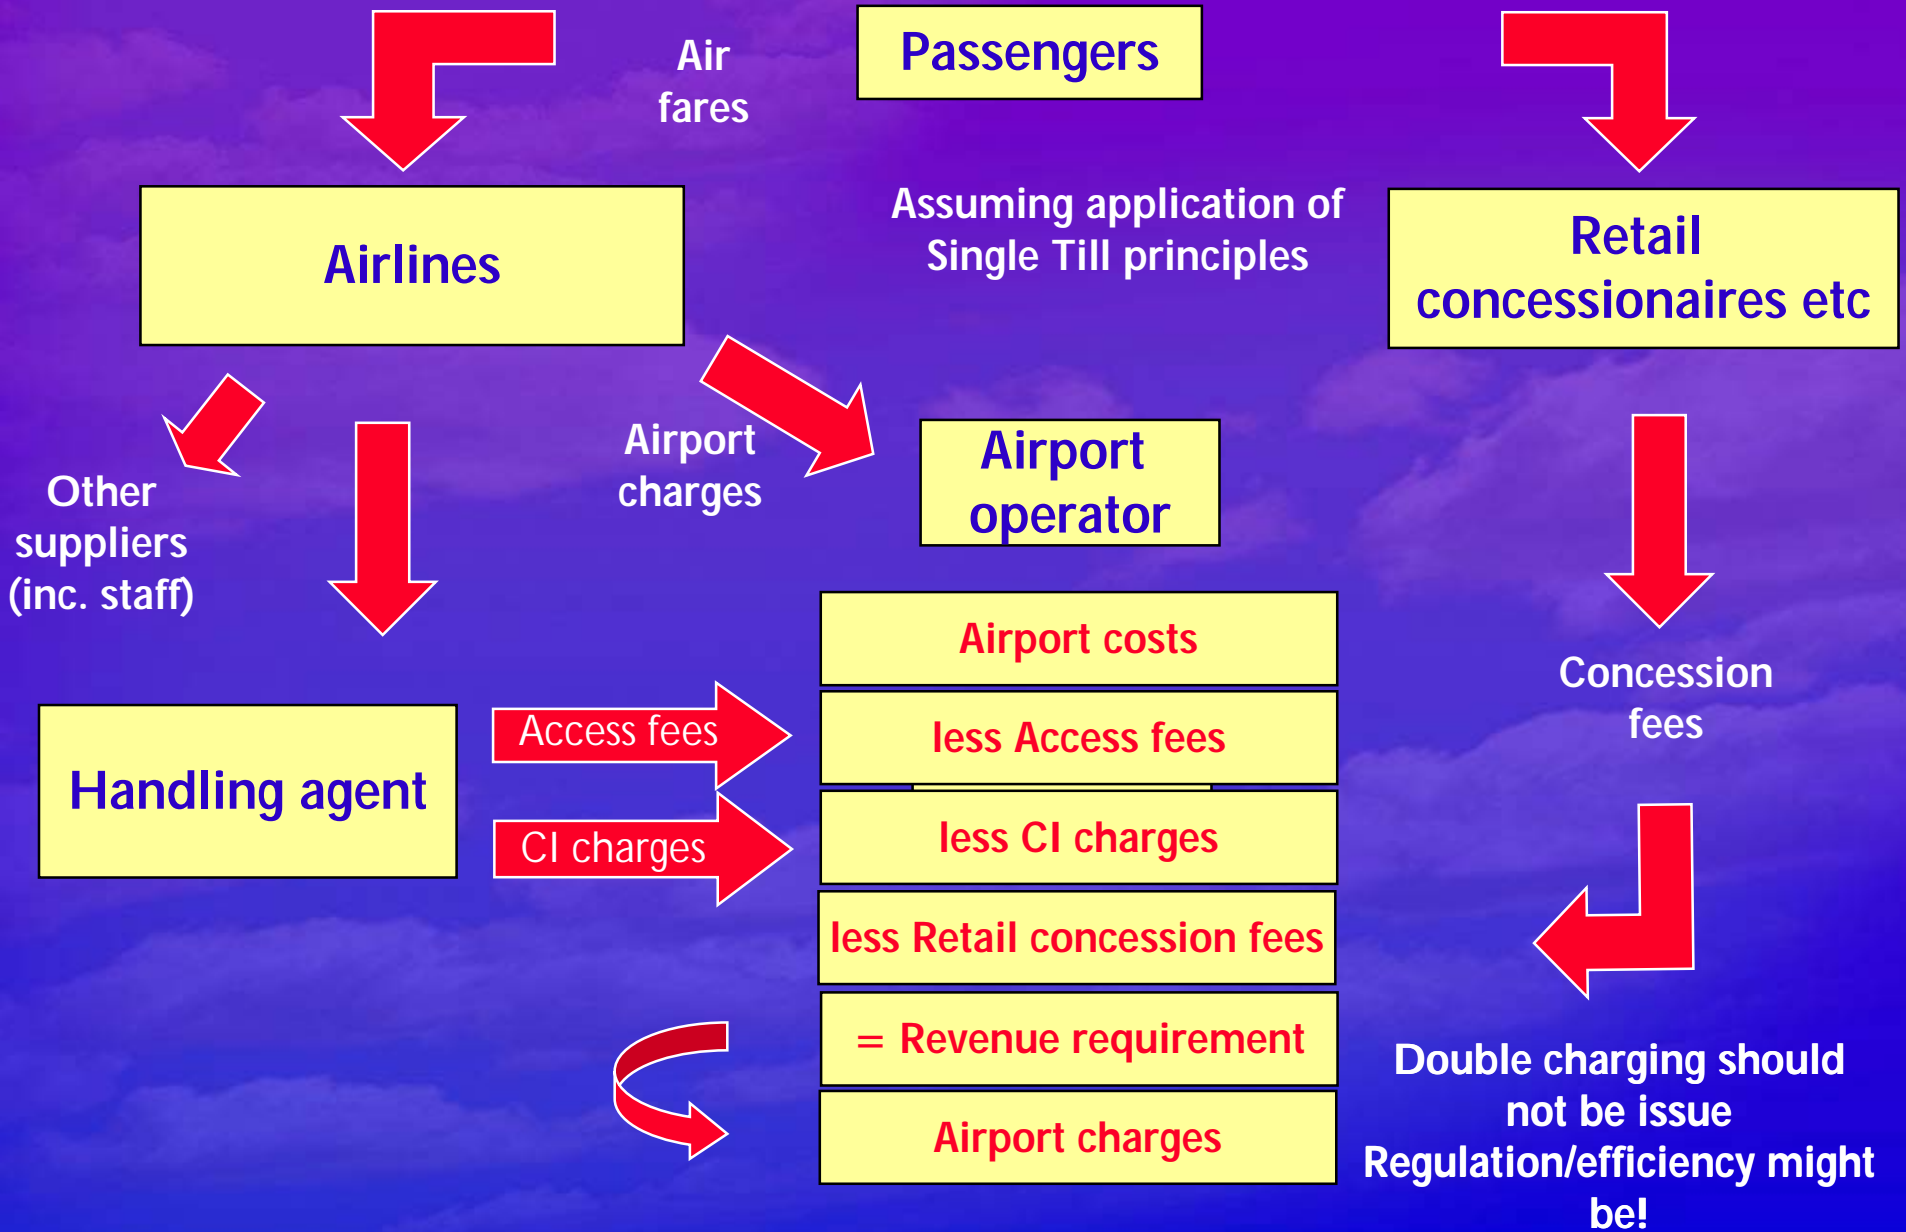 Air
fares
Passengers
Airlines
Assuming application of
Single Till principles
Retail
concessionaires etc
Other
suppliers
(inc. staff)
Airport
charges
Airport
operator
Handling agent
Access fees
CI charges
Airport costs
less Access fees
less CI charges
less Retail concession fees
= Revenue requirement
Airport charges
Concession
fees
Double charging should
not be issue
Regulation/efficiency might
be!